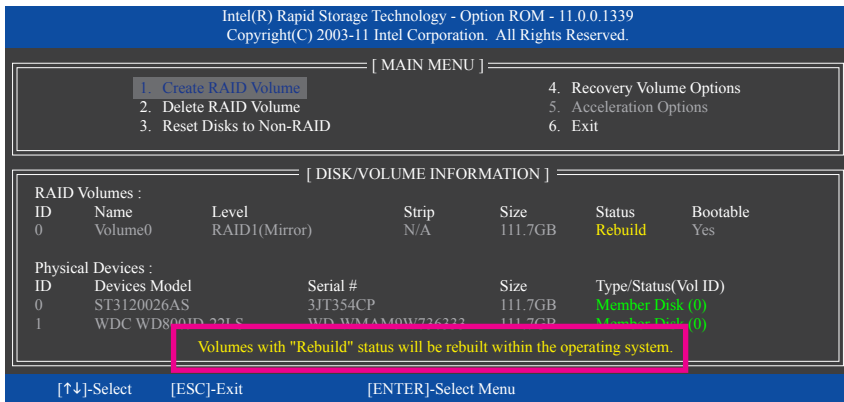 Intel(R) Rapid Storage Technology - Option ROM - 11.0.0.1339
Copyright(C) 2003-11 Intel Corporation. All Rights Reserved.
[ MAIN MENU ]
1. Create RAID Volume
2. Delete RAID Volume
3. Reset Disks to Non-RAID
4. Recovery Volume Options
5. Acceleration Options
6. Exit
[ DISK/VOLUME INFORMATION ]
RAID Volumes :
ID Name Level Strip Size Status Bootable
0 Volume0 RAID1(Mirror) N/A 111.7GB Rebuild Yes
Physical Devices :
ID Devices Model Serial # Size Type/Status(Vol ID)
0 ST3120026AS 3JT354CP 111.7GB Member Disk (0)
1 WDC 111.7GB Member Disk (0)
Volumes with "Rebuild" status will be rebuilt within the operating system.
[↑↓]-Select [ESC]-Exit [ENTER]-Select Menu